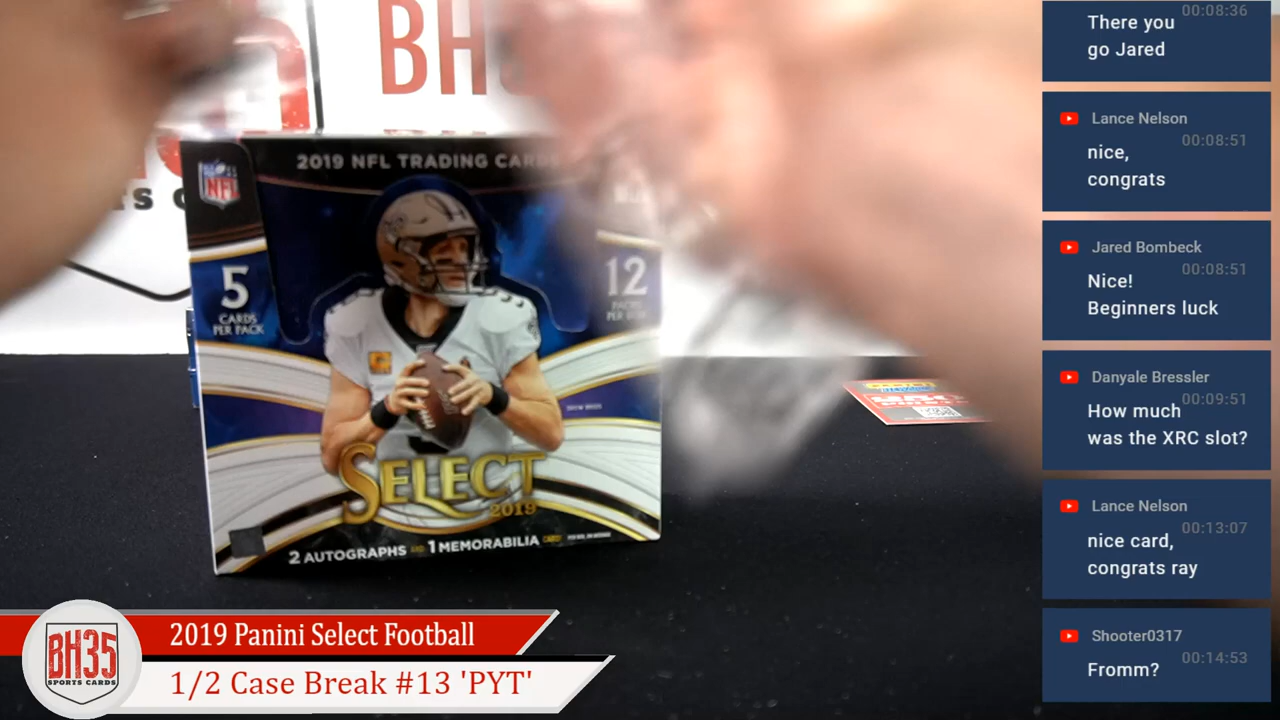 BH
S C
2019 NFL TRADING CARDS
NFL
5
CARDS
PER PACK
12
PACKS
PER BOX
SELECT
2019
2 AUTOGRAPHS AND 1 MEMORABILIA CARD
2019 Panini Select Football
1/2 Case Break #13 'PYT'
BH35
SPORTS CARDS
00:08:36
There you
go Jared
Lance Nelson
00:08:51
nice,
congrats
Jared Bombeck
00:08:51
Nice!
Beginners luck
Danyale Bressler
00:09:51
How much
was the XRC slot?
Lance Nelson
00:13:07
nice card,
congrats ray
Shooter0317
00:14:53
Fromm?